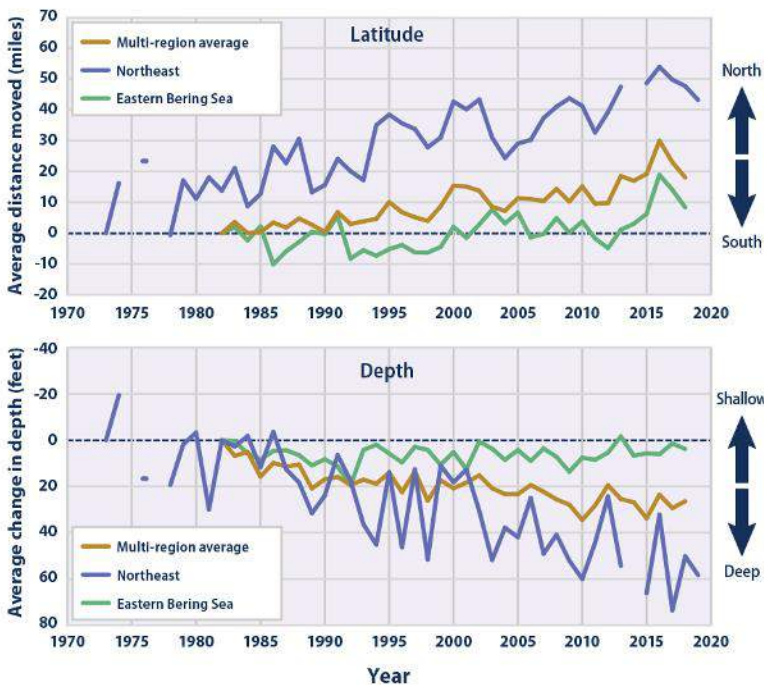 Latitude
Average distance moved (miles)
70
60
50
40
30
20
10
0
-10
-20
Multi-region average
Northeast
Eastern Bering Sea
North
South
1970 1975 1980 1985 1990 1995 2000 2005 2010 2015 2020
Depth
Average change in depth (feet)
-40
-20
0
20
40
60
80
Multi-region average
Northeast
Eastern Bering Sea
Shallow
Deep
1970 1975 1980 1985 1990 1995 2000 2005 2010 2015 2020
Year